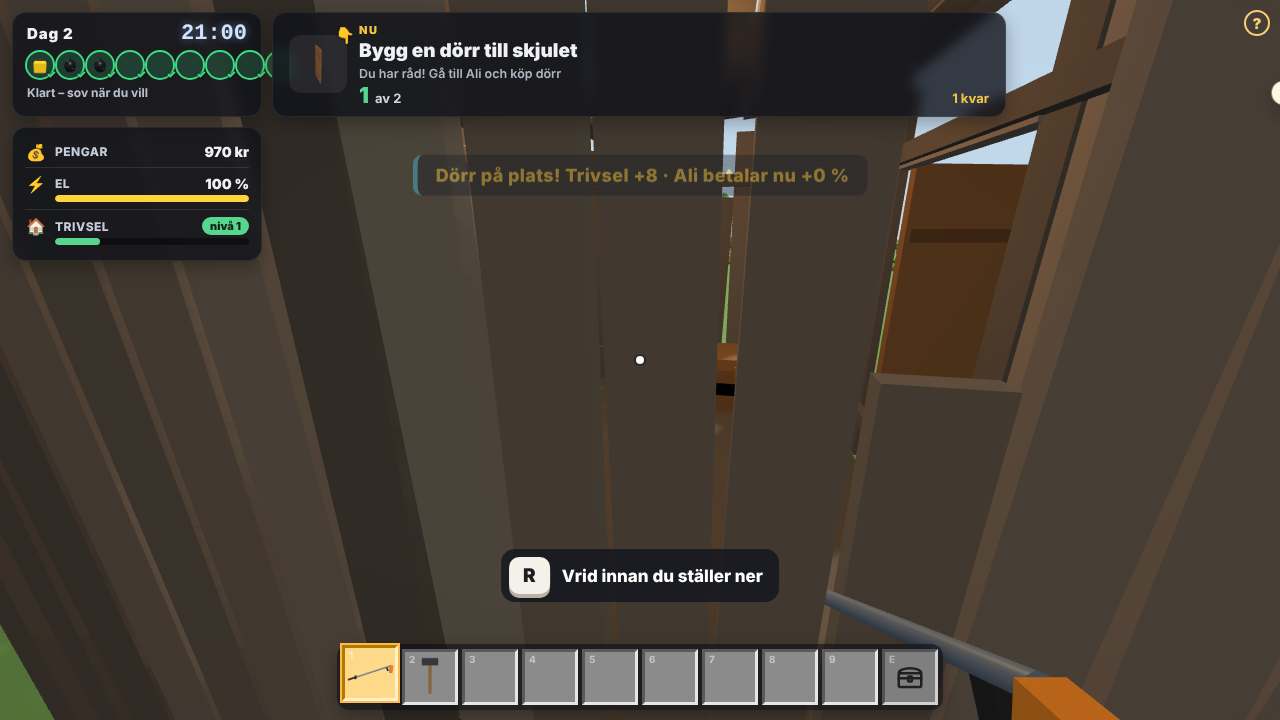 Dag 2
21:00
Klart – sov när du vill
NU
Bygg en dörr till skjulet
Du har råd! Gå till Ali och köp dörr
1 av 2
1 kvar
?
PENGAR
970 kr
EL
100 %
TRIVSEL
nivå 1
Dörr på plats! Trivsel +8 · Ali betalar nu +0 %
R
Vrid innan du ställer ner
1
2
3
4
5
6
7
8
9
E